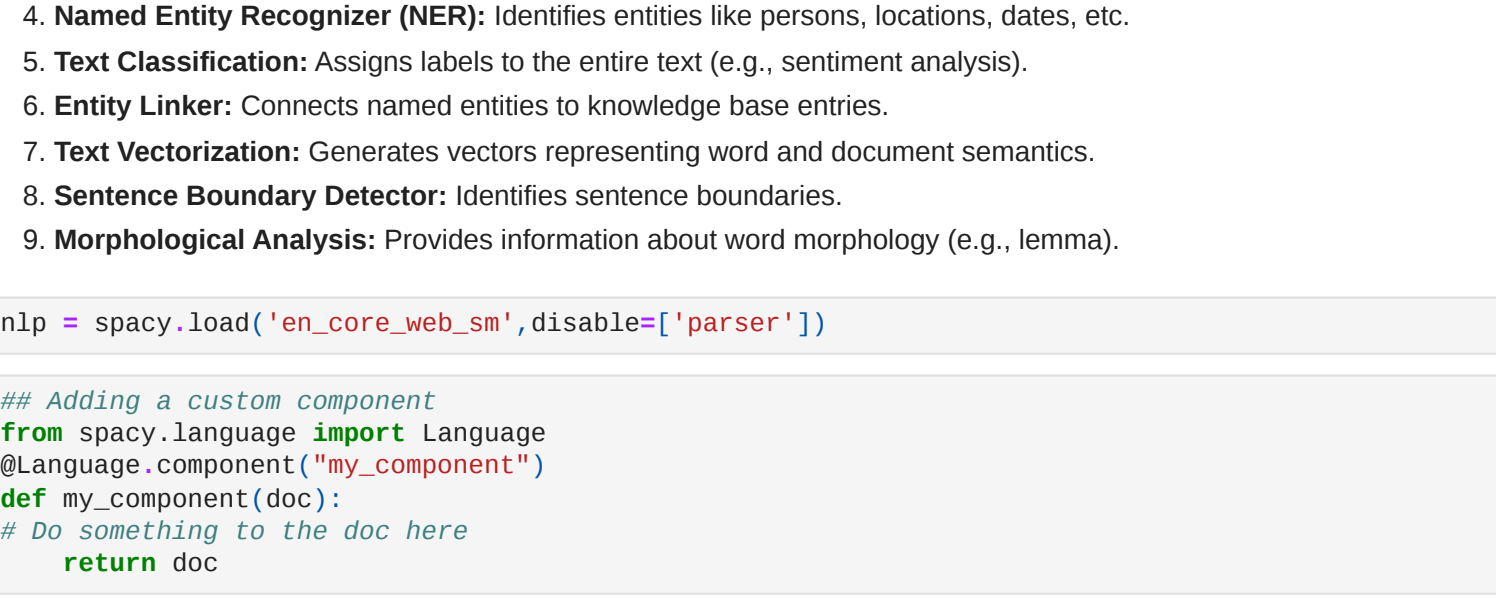 4. Named Entity Recognizer (NER): Identifies entities like persons, locations, dates, etc.
5. Text Classification: Assigns labels to the entire text (e.g., sentiment analysis).
6. Entity Linker: Connects named entities to knowledge base entries.
7. Text Vectorization: Generates vectors representing word and document semantics.
8. Sentence Boundary Detector: Identifies sentence boundaries.
9. Morphological Analysis: Provides information about word morphology (e.g., lemma).
nlp = spacy.load('en_core_web_sm',disable=['parser'])
## Adding a custom component
from spacy.language import Language
@Language.component("my_component")
def my_component(doc):
# Do something to the doc here
    return doc